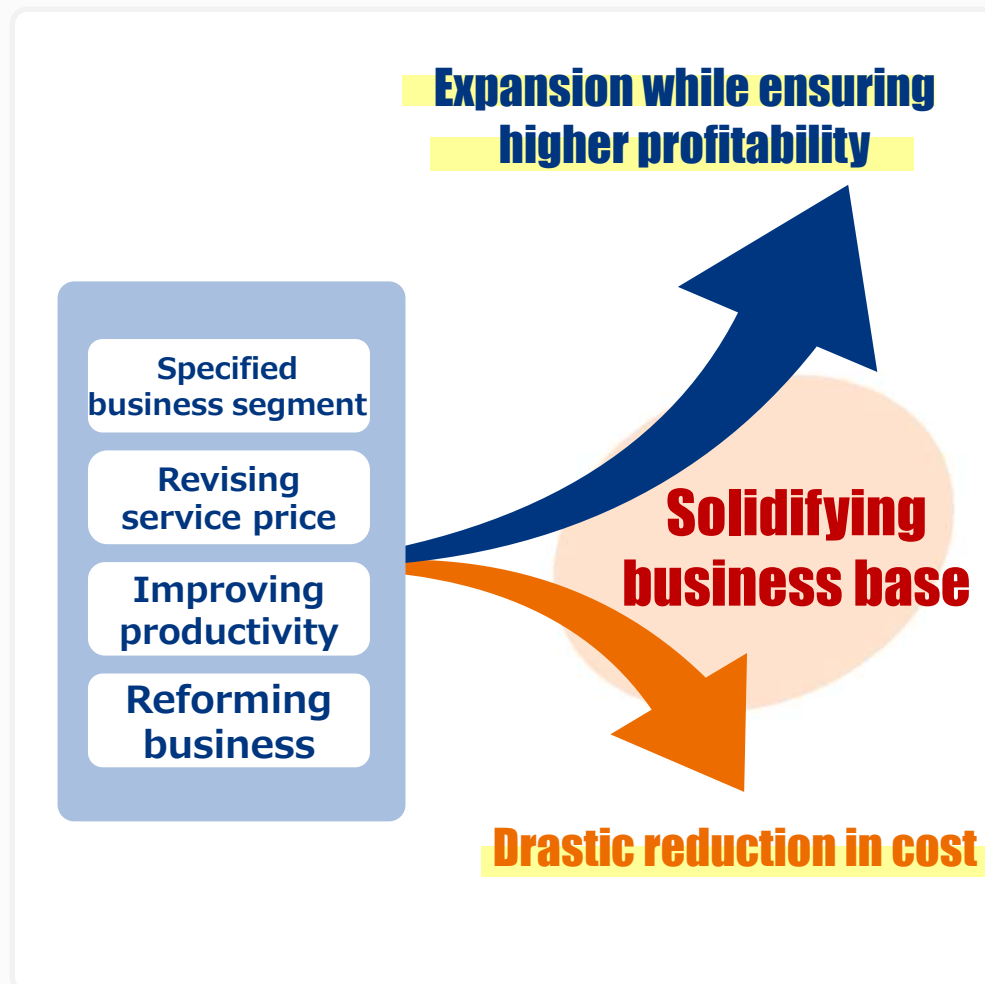 Expansion while ensuring
higher profitability
Specified
business segment
Revising
service price
Improving
productivity
Reforming
business
Solidifying
business base
Drastic reduction in cost